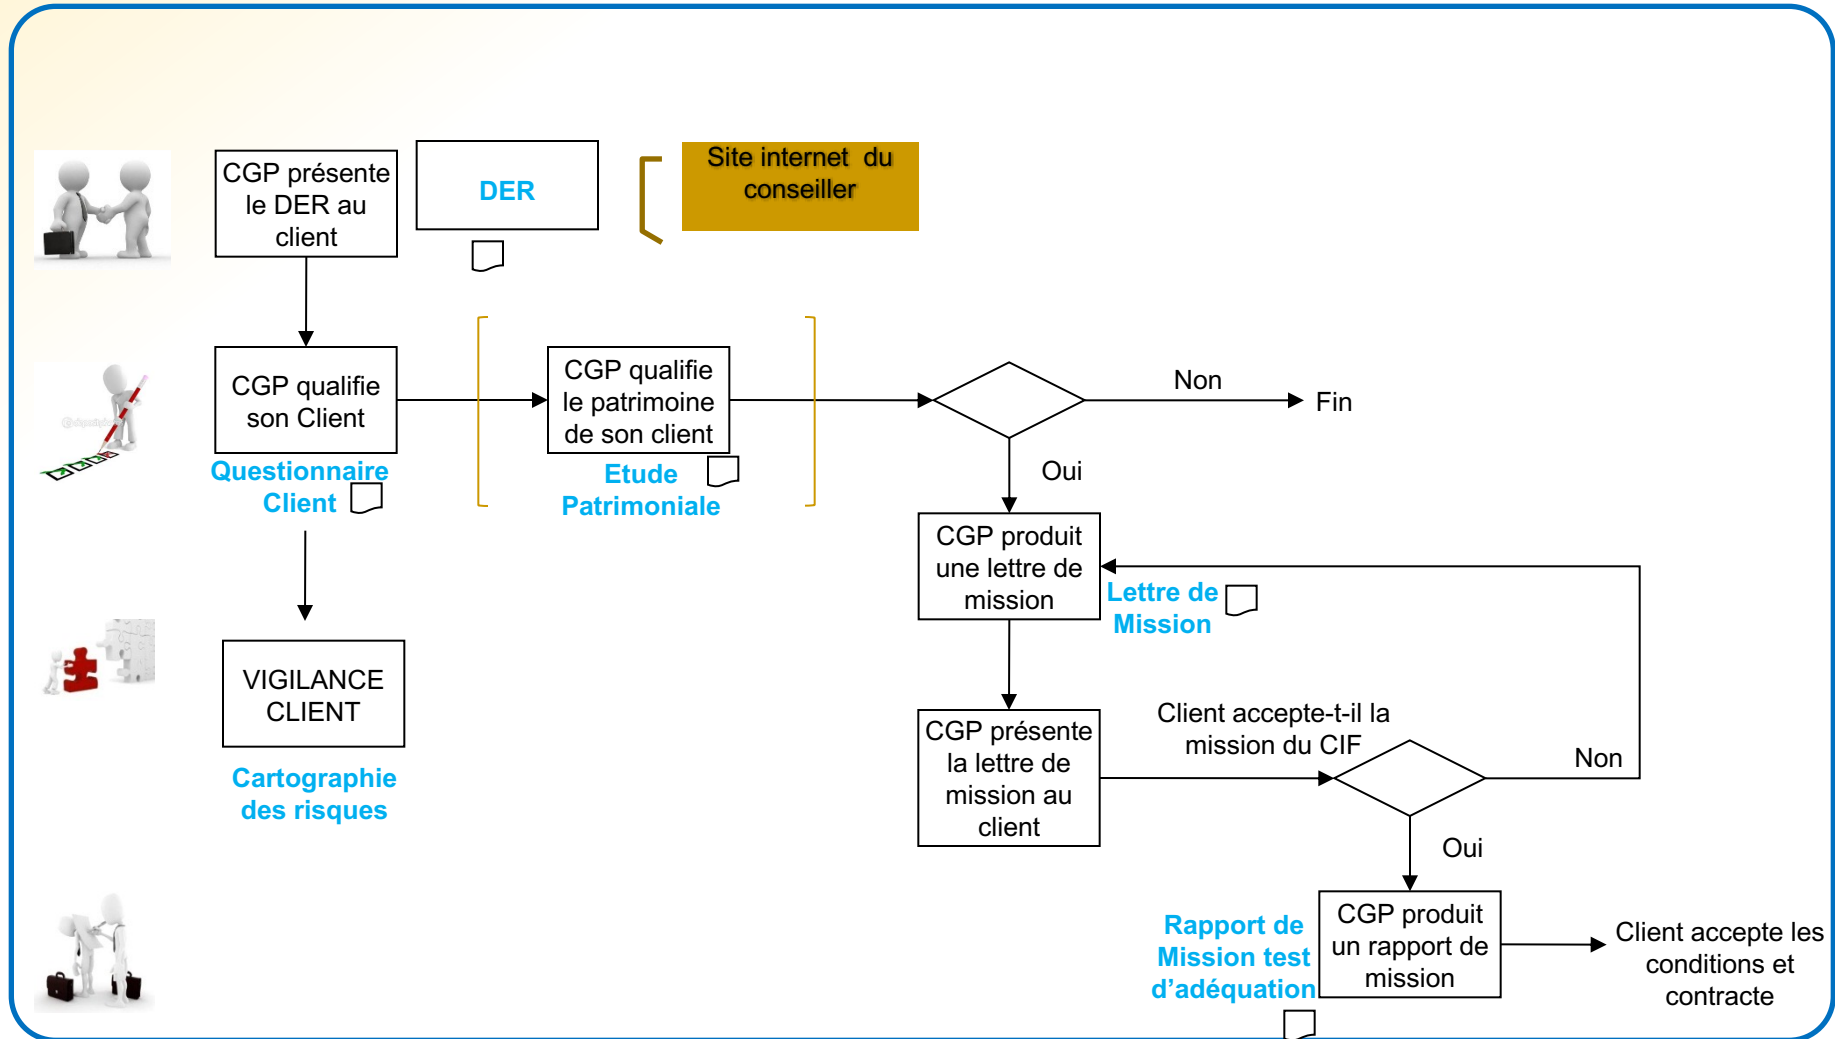 CGP présente
le DER au
client
DER
Site internet du
conseiller
CGP qualifie
son Client
Questionnaire
Client
CGP qualifie
le patrimoine
de son client
Etude
Patrimoniale
Non
Fin
Oui
CGP produit
une lettre de
mission
Lettre de
Mission
VIGILANCE
CLIENT
Cartographie
des risques
CGP présente
la lettre de
mission au
client
Client accepte-t-il la
mission du CIF
Non
Oui
Rapport de
Mission test
d’adéquation
CGP produit
un rapport de
mission
Client accepte les
conditions et
contracte